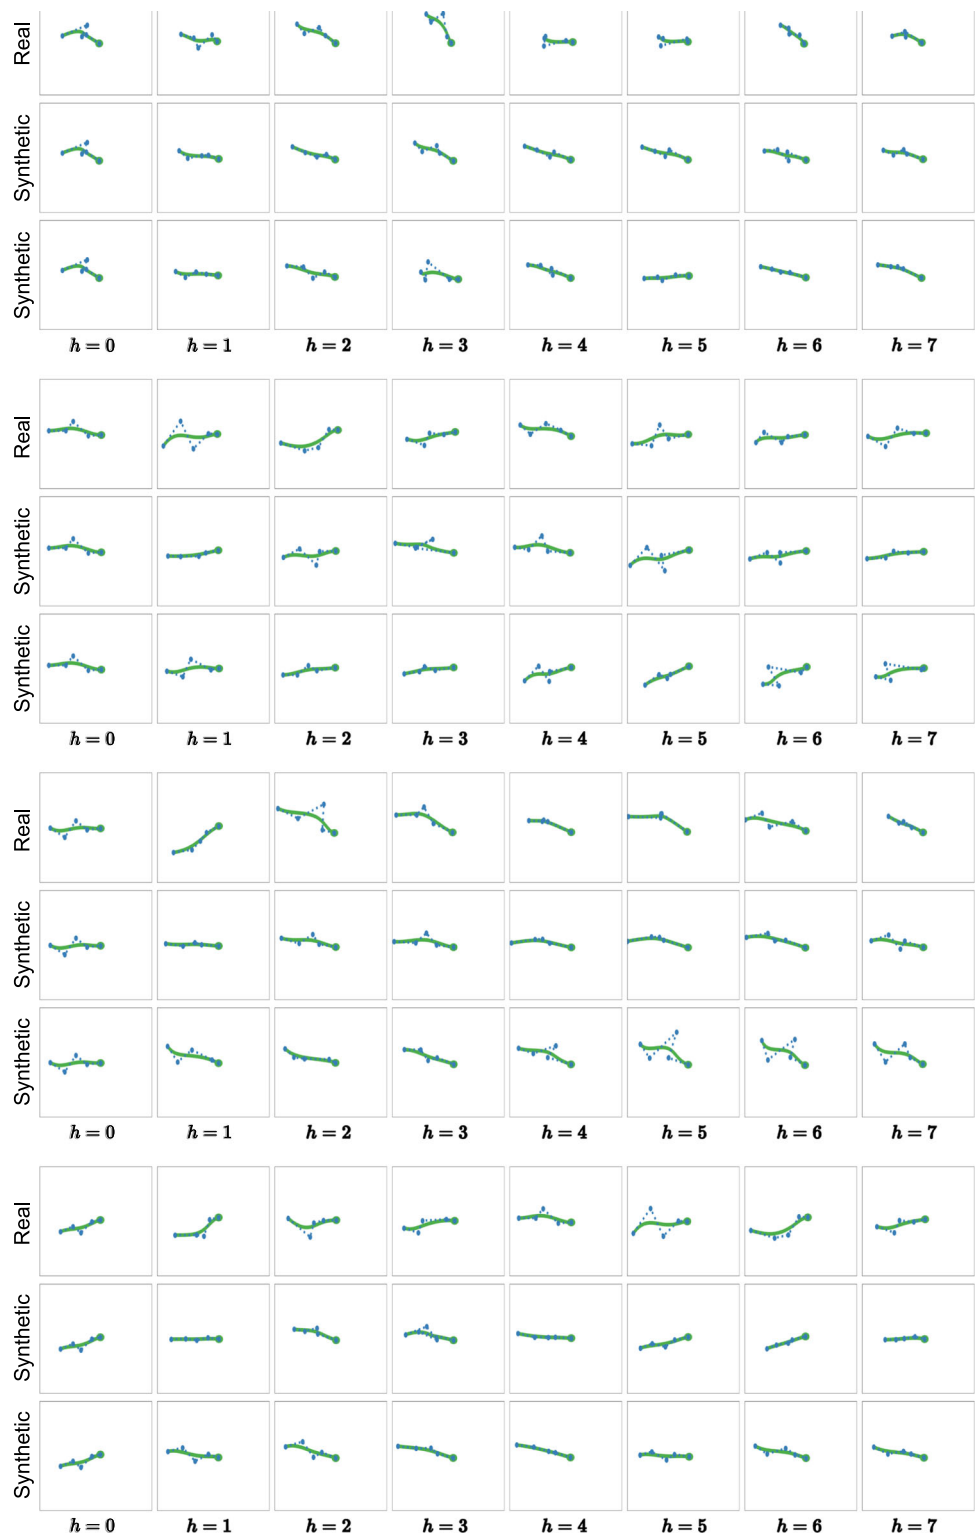 Real
Synthetic
Synthetic
h = 0 h = 1 h = 2 h = 3 h = 4 h = 5 h = 6 h = 7
Real
Synthetic
Synthetic
h = 0 h = 1 h = 2 h = 3 h = 4 h = 5 h = 6 h = 7
Real
Synthetic
Synthetic
h = 0 h = 1 h = 2 h = 3 h = 4 h = 5 h = 6 h = 7
Real
Synthetic
Synthetic
h = 0 h = 1 h = 2 h = 3 h = 4 h = 5 h = 6 h = 7